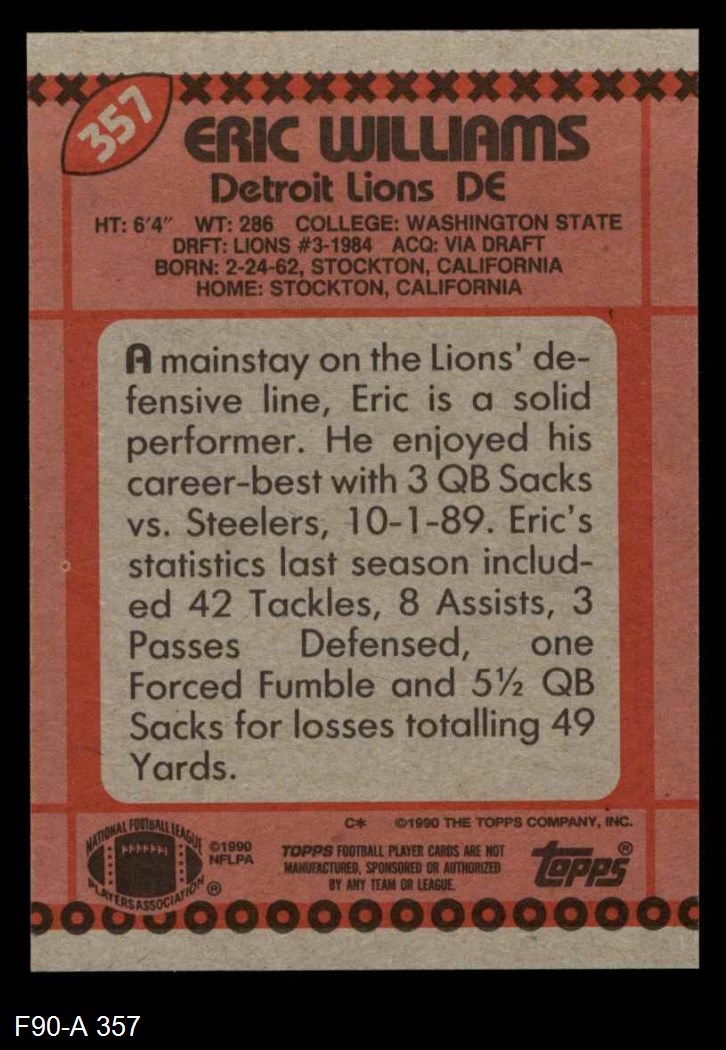 357
ERIC WILLIAMS
Detroit Lions DE
HT: 6'4" WT: 286 COLLEGE: WASHINGTON STATE
DRFT: LIONS #3-1984 ACQ: VIA DRAFT
BORN: 2-24-62, STOCKTON, CALIFORNIA
HOME: STOCKTON, CALIFORNIA
A mainstay on the Lions' de-
fensive line, Eric is a solid
performer. He enjoyed his
career-best with 3 QB Sacks
vs. Steelers, 10-1-89. Eric's
statistics last season includ-
ed 42 Tackles, 8 Assists, 3
Passes Defensed, one
Forced Fumble and 5½ QB
Sacks for losses totalling 49
Yards.
C* ©1990 THE TOPPS COMPANY, INC.
NATIONAL FOOTBALL LEAGUE
PLAYERS ASSOCIATION ®
©1990
NFLPA
TOPPS FOOTBALL PLAYER CARDS ARE NOT
MANUFACTURED, SPONSORED OR AUTHORIZED
BY ANY TEAM OR LEAGUE.
topps®
F90-A 357